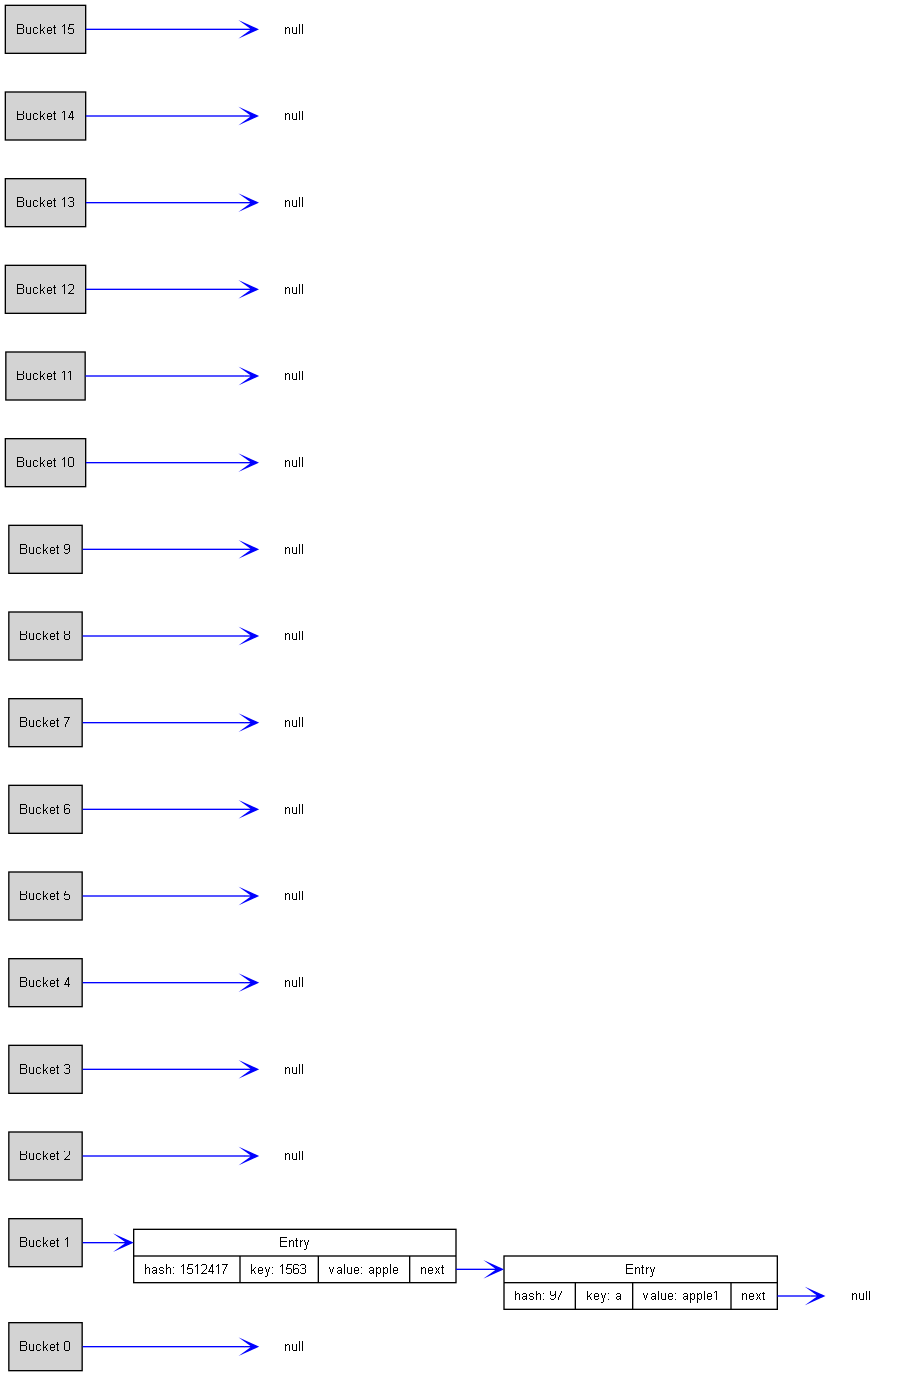 Bucket 15 null
Bucket 14 null
Bucket 13 null
Bucket 12 null
Bucket 11 null
Bucket 10 null
Bucket 9 null
Bucket 8 null
Bucket 7 null
Bucket 6 null
Bucket 5 null
Bucket 4 null
Bucket 3 null
Bucket 2 null
Bucket 1
Entry
hash: 1512417 key: 1563 value: apple next
Entry
hash: 97 key: a value: apple1 next
null
Bucket 0 null